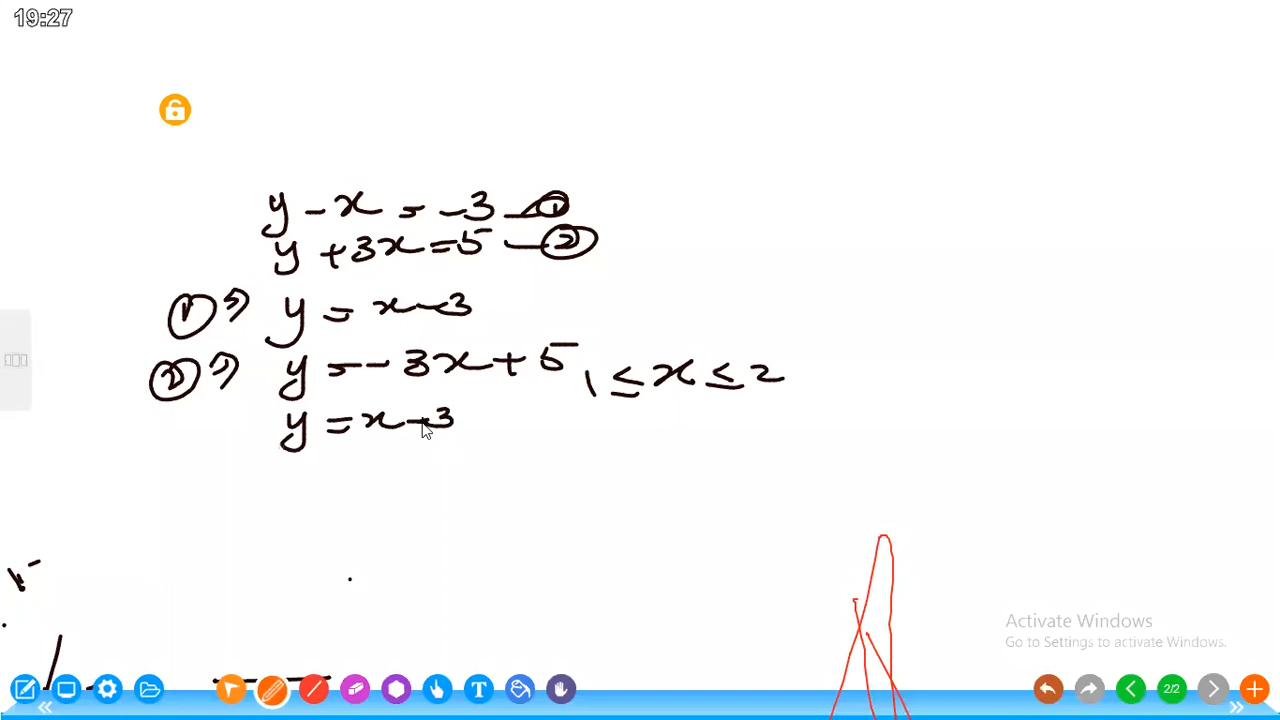 19:27
y - x = -3 — ①
y + 3x = 5 — ②
① ⇒ y = x - 3
② ⇒ y = - 3x + 5, 1 ≤ x ≤ 2
y = x - 3
Activate Windows
Go to Settings to activate Windows.
2/2